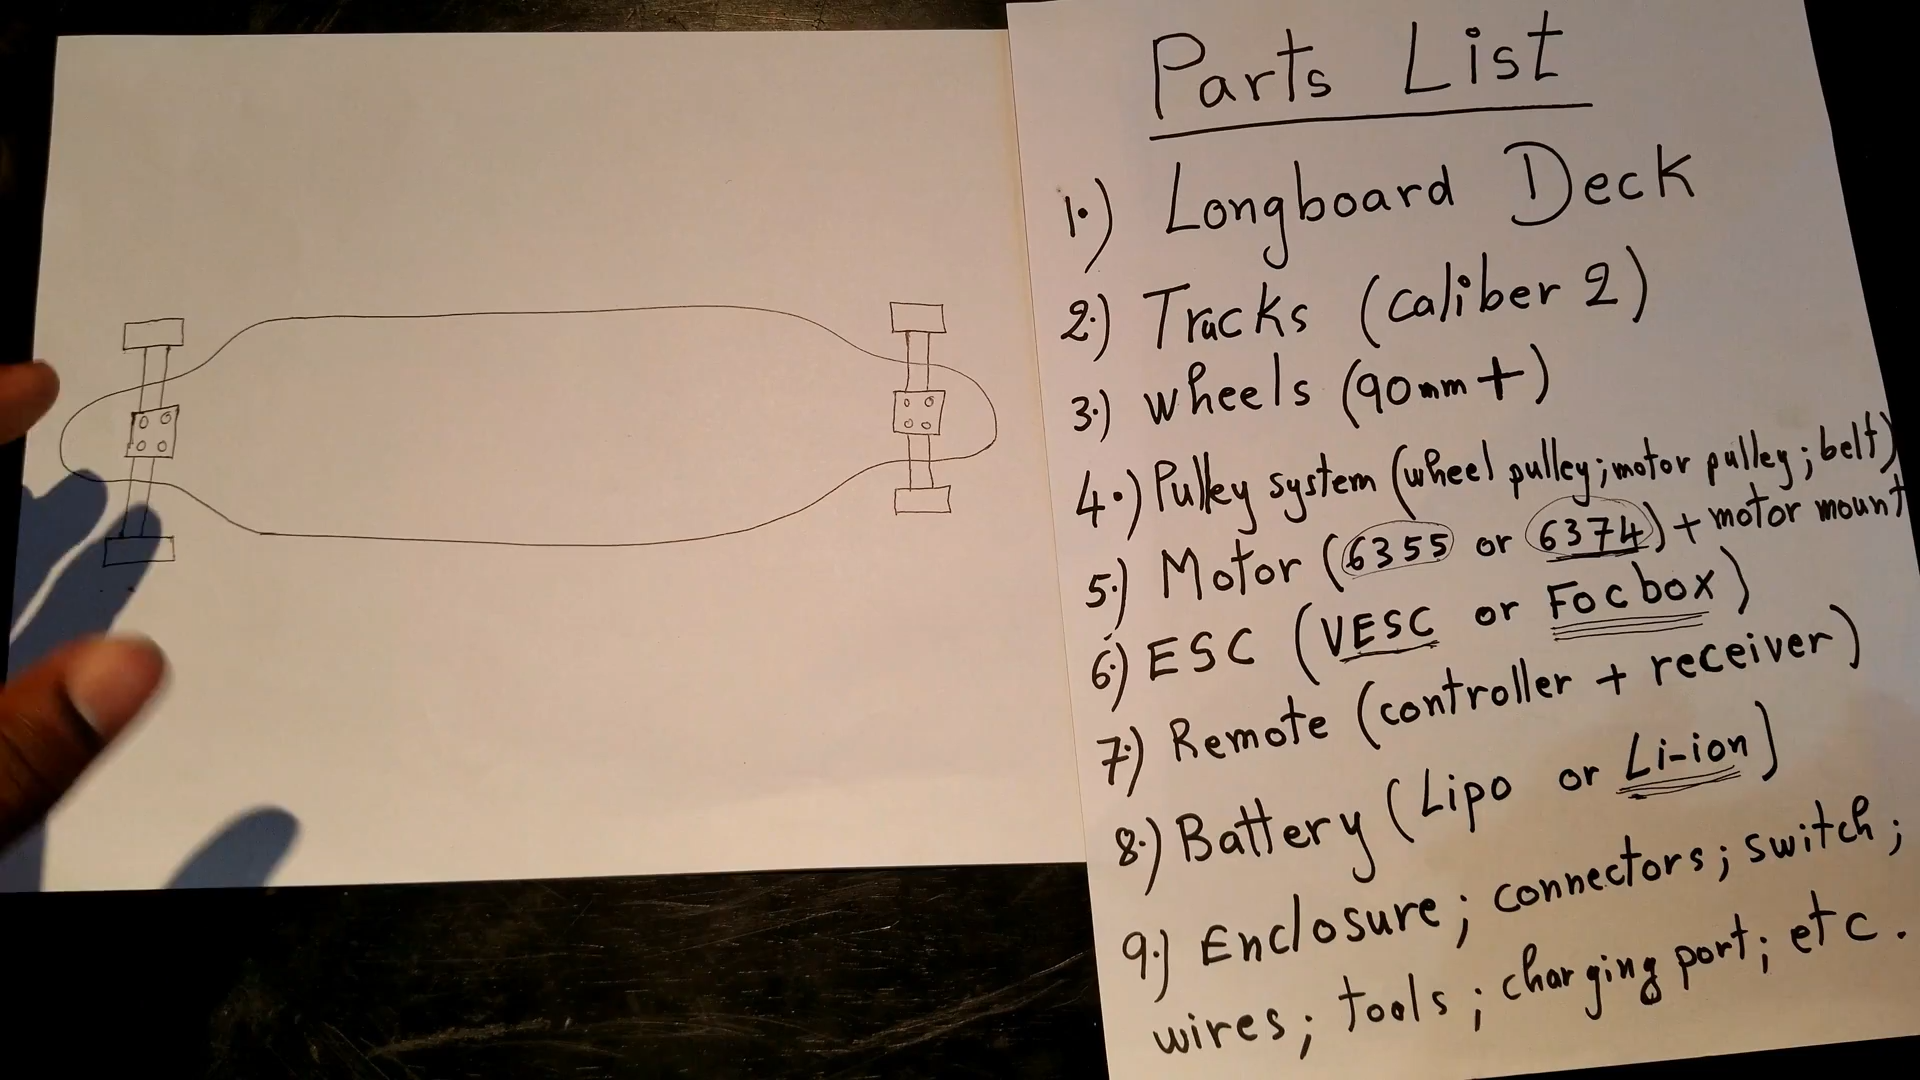 Parts List
1.) Longboard Deck
2.) Trucks (caliber 2)
3.) wheels (90mm+)
4.) Pulley system (wheel pulley; motor pulley; belt)
5.) Motor (6355 or 6374) + motor mount
6.) ESC (VESC or Focbox)
7.) Remote (controller + receiver)
8.) Battery (Lipo or Li-ion)
9.) Enclosure; connectors; switch;
wires; tools; charging port; etc.